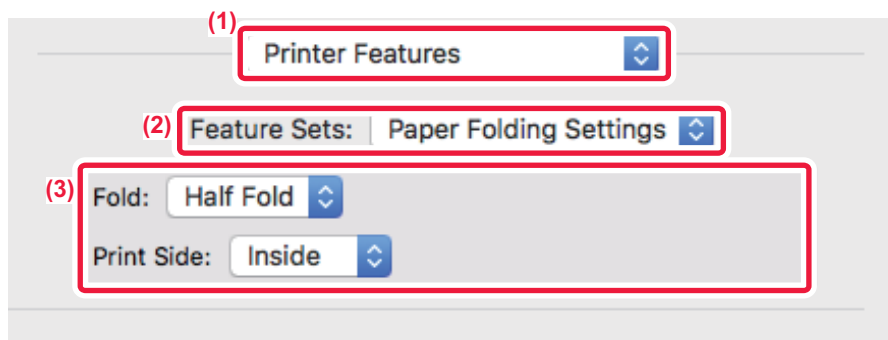 (1)
Printer Features
(2) Feature Sets: Paper Folding Settings
(3)
Fold: Half Fold
Print Side: Inside